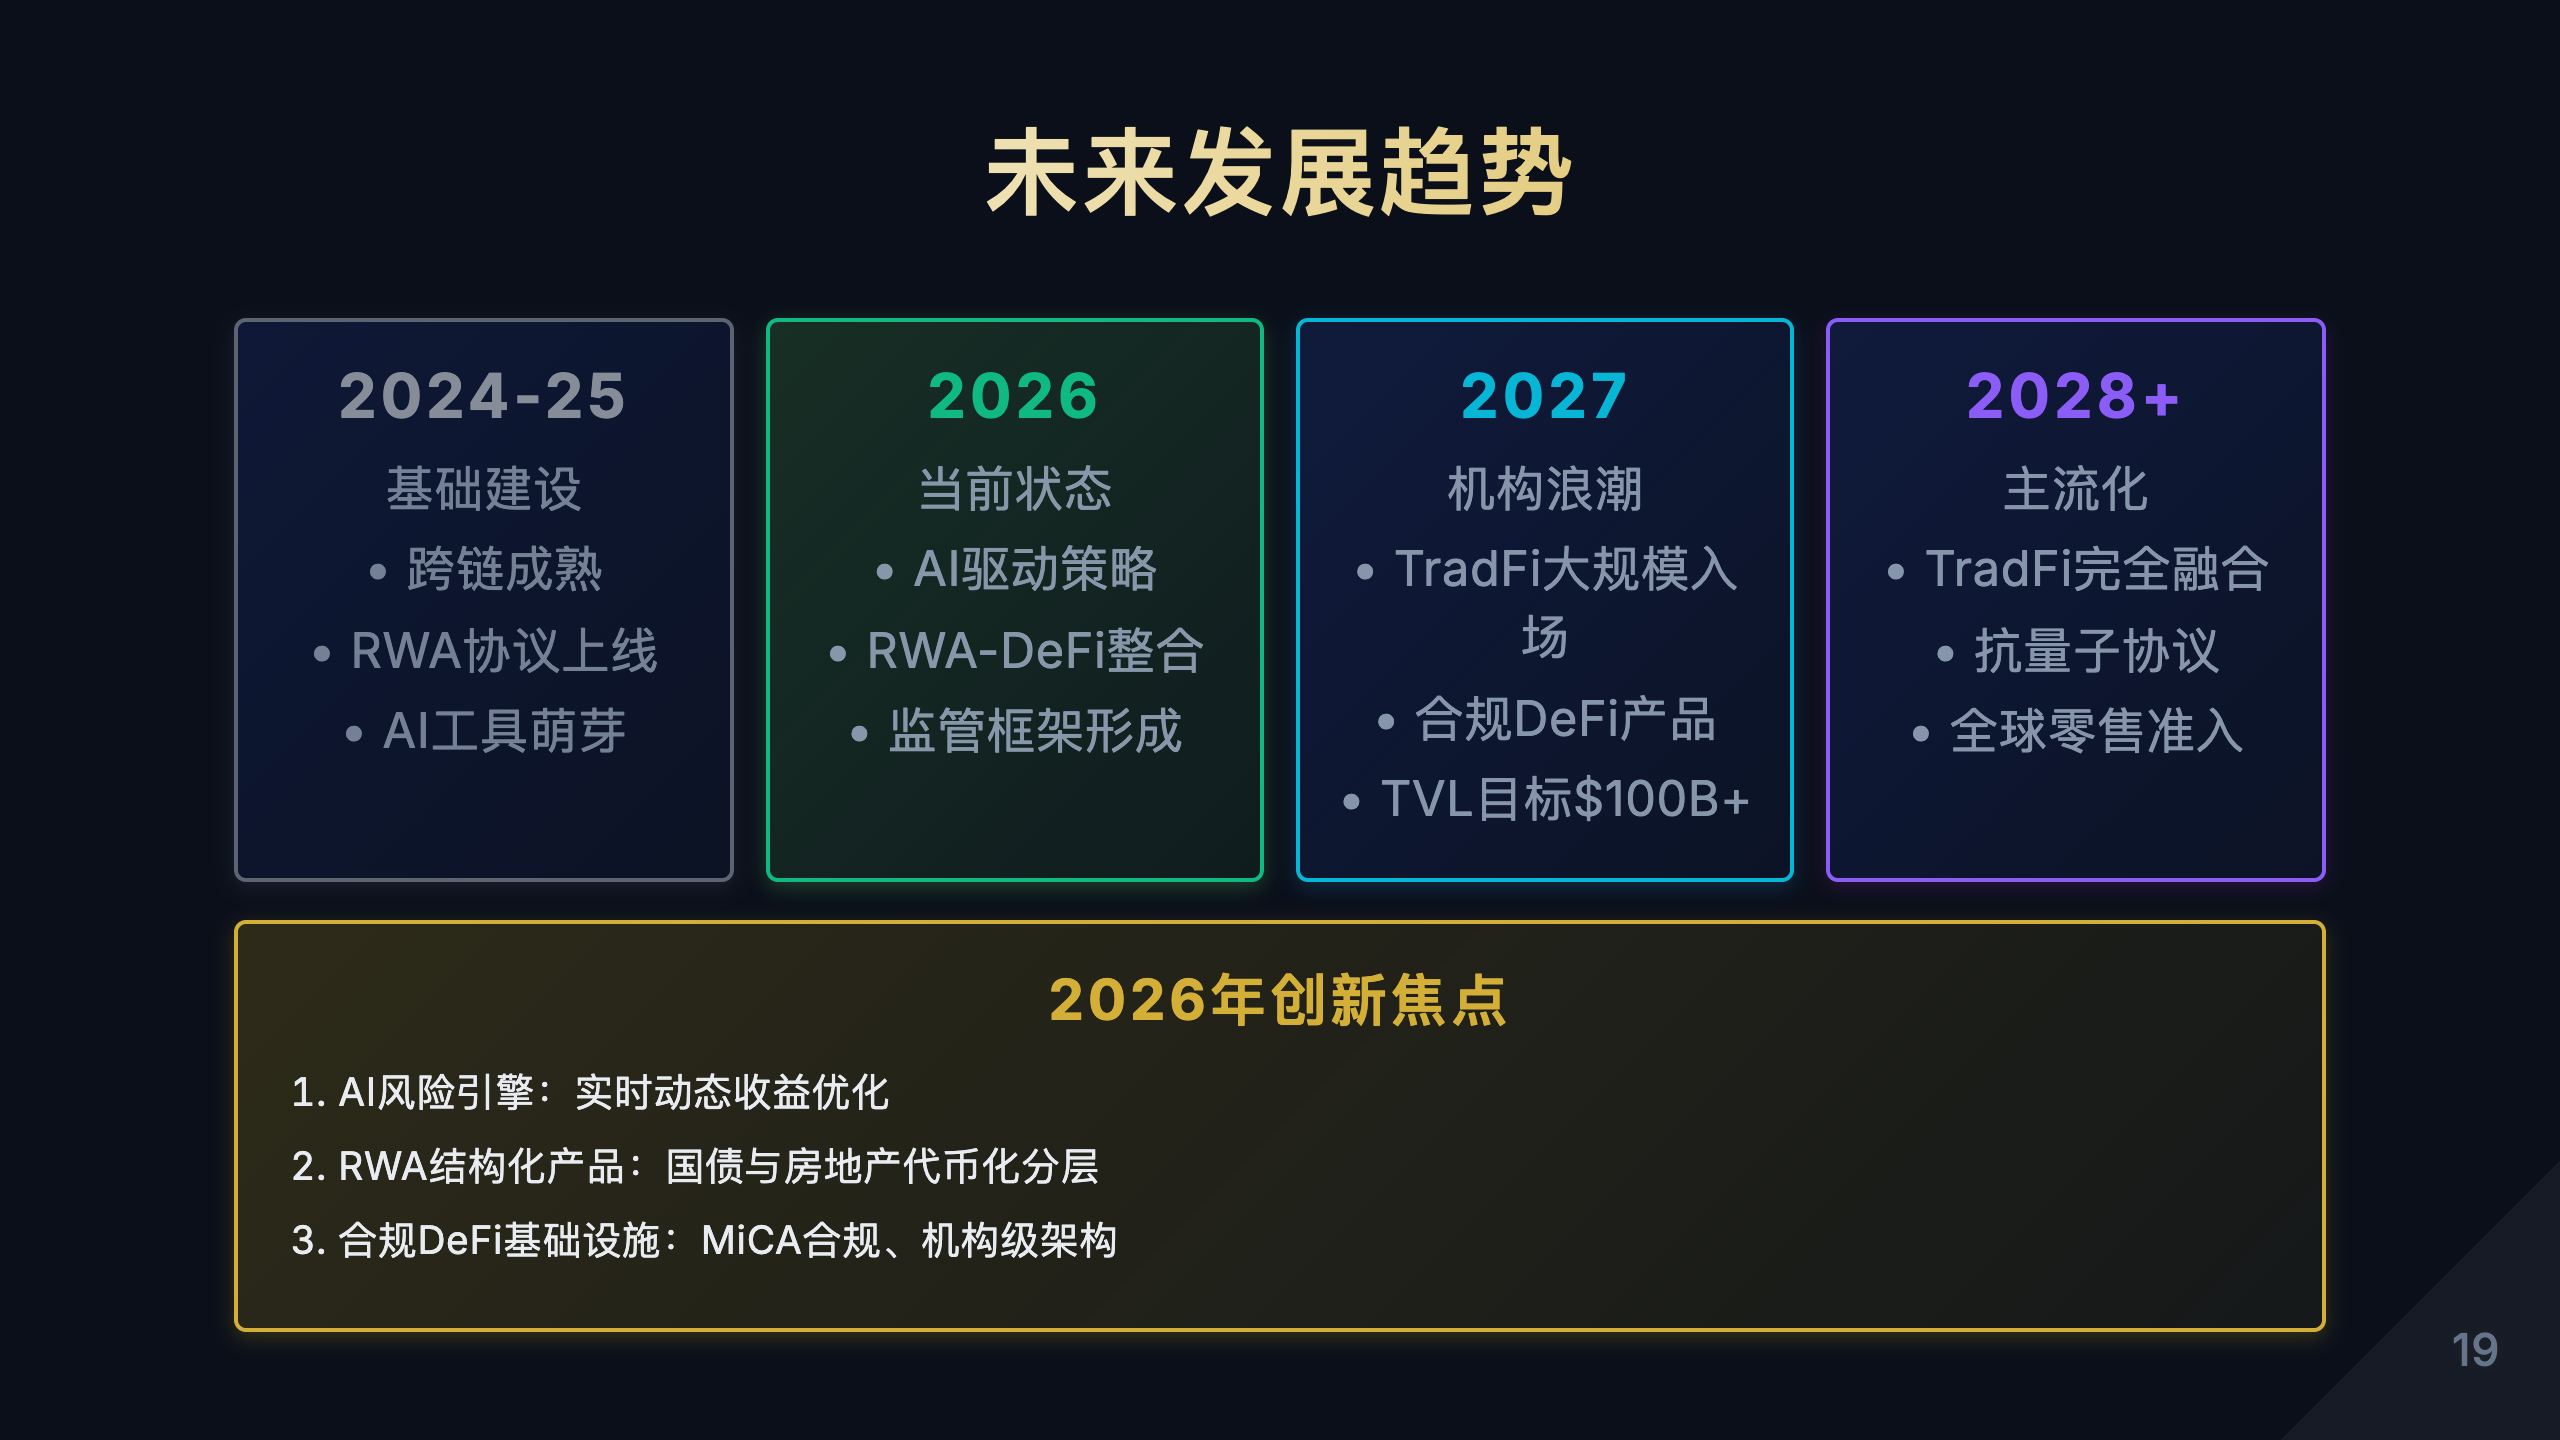 未来发展趋势
2024-25
基础建设
• 跨链成熟
• RWA协议上线
• AI工具萌芽
2026
当前状态
• AI驱动策略
• RWA-DeFi整合
• 监管框架形成
2027
机构浪潮
• TradFi大规模入
场
• 合规DeFi产品
• TVL目标$100B+
2028+
主流化
• TradFi完全融合
• 抗量子协议
• 全球零售准入
2026年创新焦点
1. AI风险引擎：实时动态收益优化
2. RWA结构化产品：国债与房地产代币化分层
3. 合规DeFi基础设施：MiCA合规、机构级架构
19